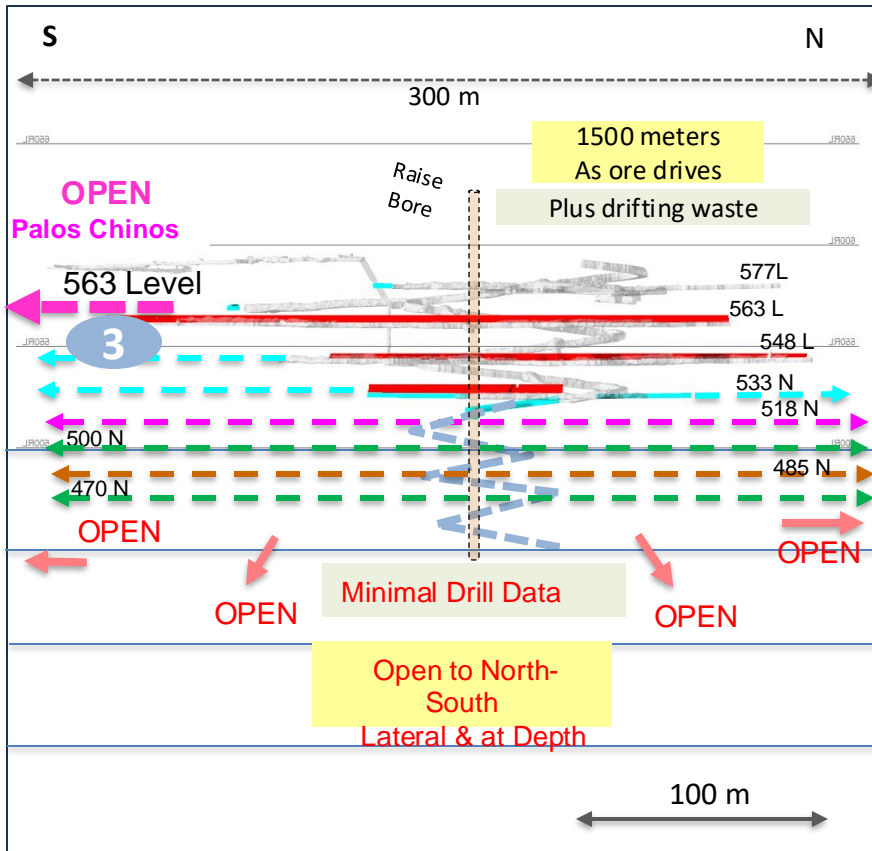 S
N
300 m
1500 meters
As ore drives
Raise
Bore
Plus drifting waste
OPEN
Palos Chinos
577L
563 Level
563 L
3
548 L
533 N
518 N
500 N
485 N
470 N
OPEN
OPEN
OPEN
OPEN
Minimal Drill Data
Open to North-
South
Lateral & at Depth
100 m